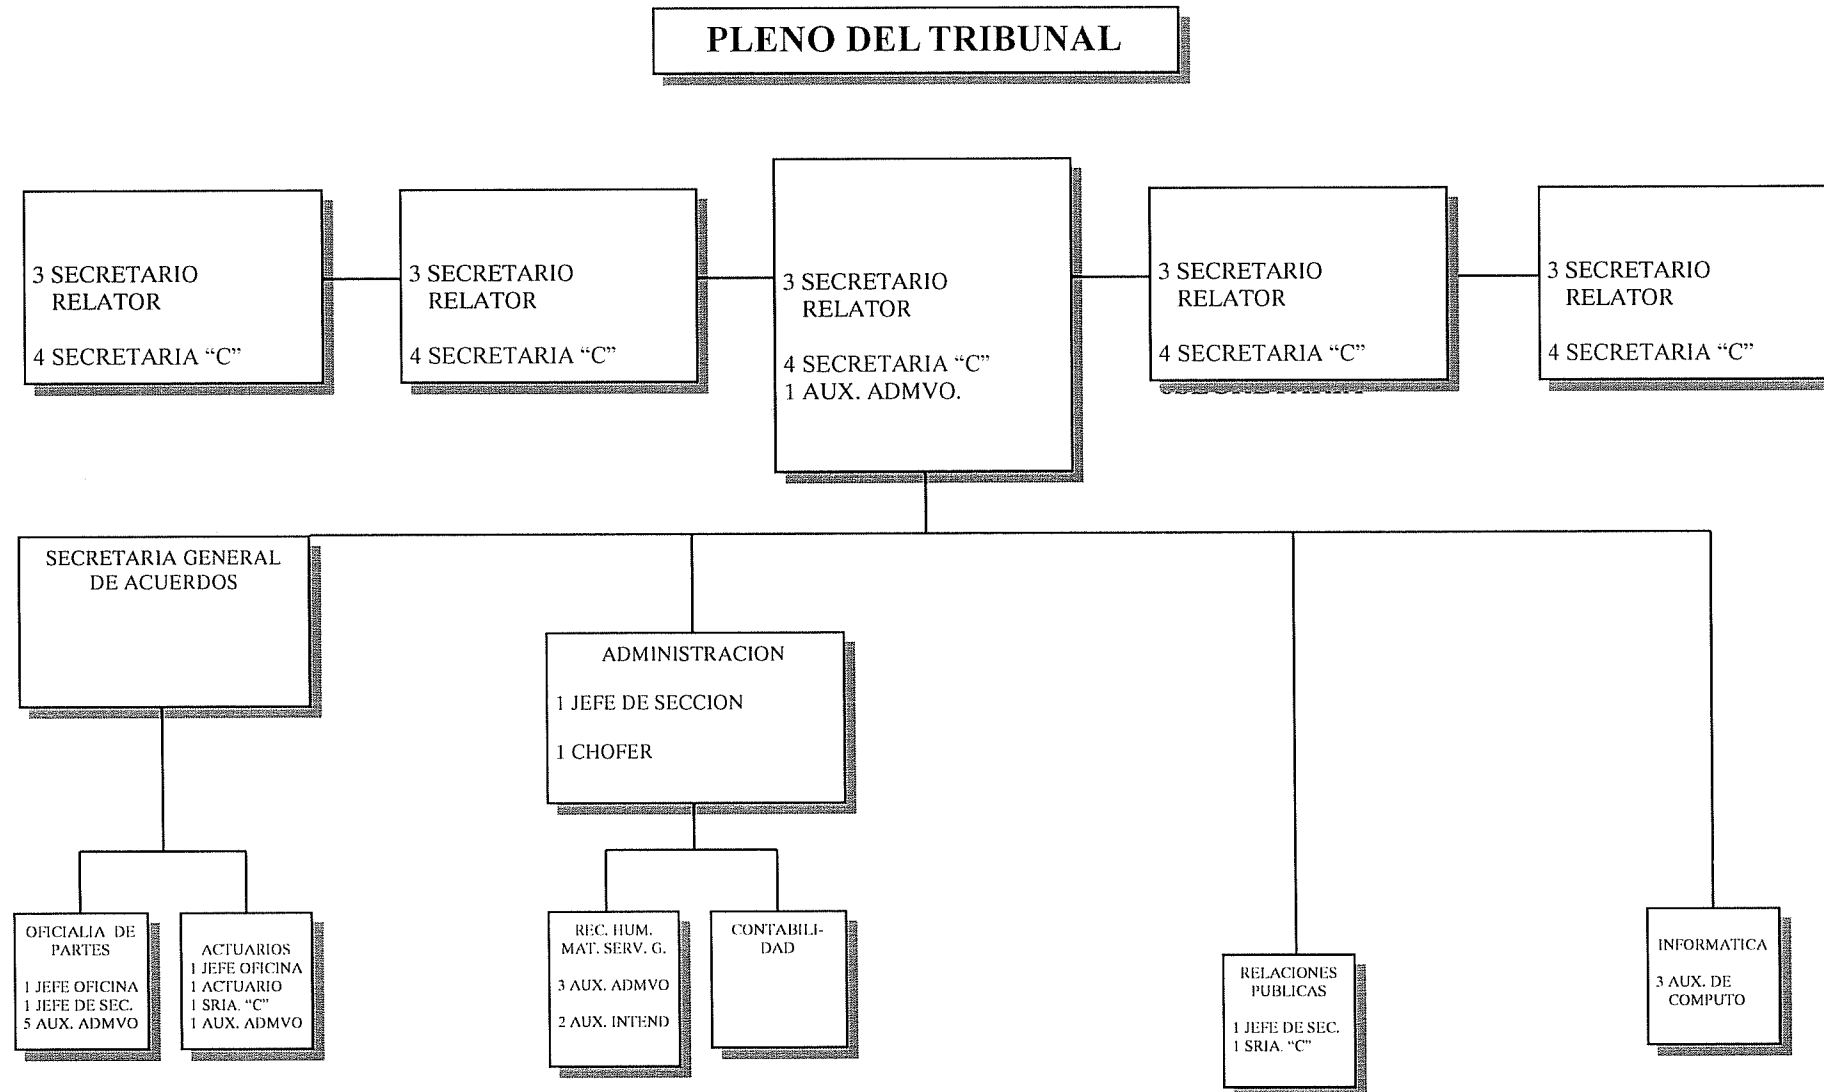 PLENO DEL TRIBUNAL
3 SECRETARIO
RELATOR
4 SECRETARIA “C”
3 SECRETARIO
RELATOR
4 SECRETARIA “C”
3 SECRETARIO
RELATOR
4 SECRETARIA “C”
1 AUX. ADMVO.
3 SECRETARIO
RELATOR
4 SECRETARIA “C”
3 SECRETARIO
RELATOR
4 SECRETARIA “C”
SECRETARIA GENERAL
DE ACUERDOS
ADMINISTRACION
1 JEFE DE SECCION
1 CHOFER
OFICIALIA DE
PARTES
1 JEFE OFICINA
1 JEFE DE SEC.
5 AUX. ADMVO
ACTUARIOS
1 JEFE OFICINA
1 ACTUARIO
1 SRIA. “C”
1 AUX. ADMVO
REC. HUM.
MAT. SERV. G.
3 AUX. ADMVO
2 AUX. INTEND
CONTABILI-
DAD
RELACIONES
PUBLICAS
1 JEFE DE SEC.
1 SRIA. “C”
INFORMATICA
3 AUX. DE
COMPUTO